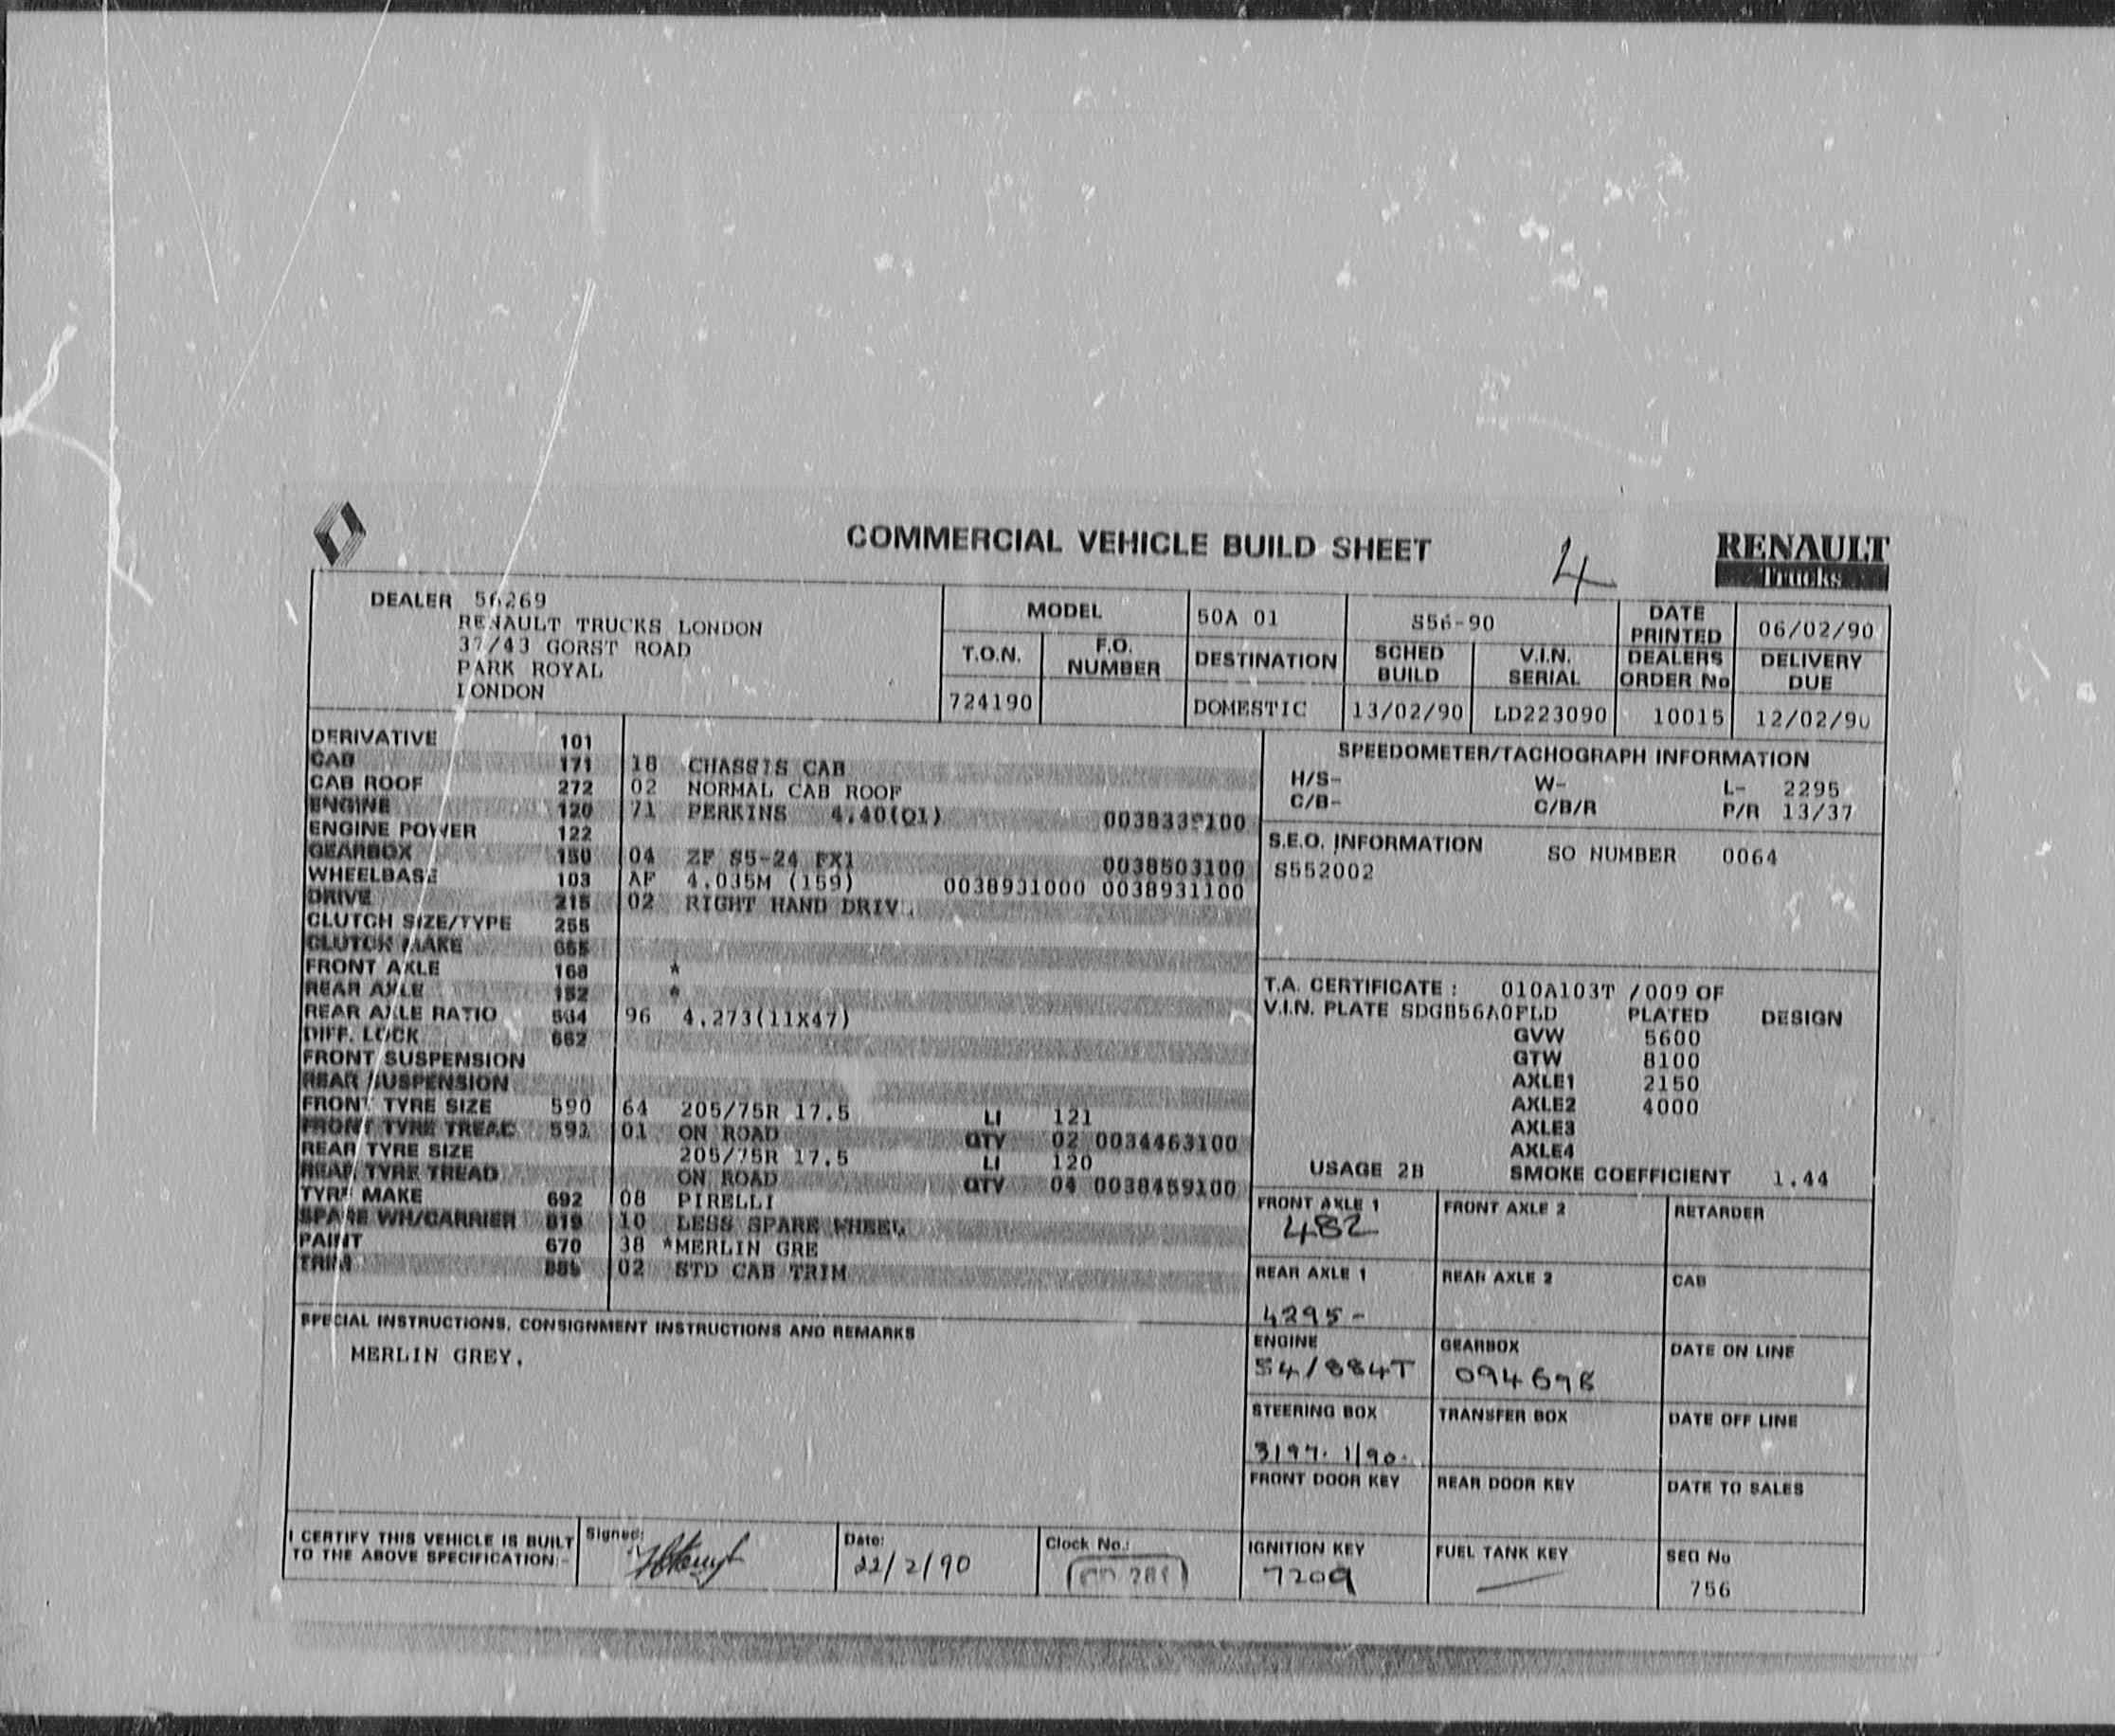 COMMERCIAL VEHICLE BUILD SHEET
4
RENAULT
Trucks
DEALER 56269
RENAULT TRUCKS LONDON
37/43 GORST ROAD
PARK ROYAL
LONDON
MODEL 50A 01 S56-90 DATE PRINTED 06/02/90
T.O.N. F.O. NUMBER DESTINATION SCHED BUILD V.I.N. SERIAL DEALERS ORDER No DELIVERY DUE
724190 DOMESTIC 13/02/90 LD223090 10015 12/02/90
DERIVATIVE 101
CAB 171 18 CHASSIS CAB
CAB ROOF 272 02 NORMAL CAB ROOF
ENGINE 120 71 PERKINS 4.40(Q1)
ENGINE POWER 122
GEARBOX 150 04 ZF S5-24 FX1 0038503100
WHEELBASE 103 AF 4.035M (159) 0038931000 0038931100
DRIVE 215 02 RIGHT HAND DRIV
CLUTCH SIZE/TYPE 255
CLUTCH MAKE
FRONT AXLE 168 *
REAR AXLE 152 *
REAR AXLE RATIO 96 4.273(11X47)
DIFF. LOCK 662
FRONT SUSPENSION
REAR SUSPENSION
FRONT TYRE SIZE 590 64 205/75R 17.5 LI 121
FRONT TYRE TREAD 591 01 ON ROAD QTY 02 0034463100
REAR TYRE SIZE 205/75R 17.5 LI 120
REAR TYRE TREAD ON ROAD QTY 04 0038459100
TYRE MAKE 692 08 PIRELLI
SPARE WH/CARRIER 619 10 LESS SPARE WHEEL
PAINT 670 38 *MERLIN GRE
TRIM 02 STD CAB TRIM
SPEEDOMETER/TACHOGRAPH INFORMATION
H/S- W- L- 2295
C/B- C/B/R P/R 13/37
S.E.O. INFORMATION SO NUMBER 0064
S552002
T.A. CERTIFICATE: 010A103T /009 OF
V.I.N. PLATE SDGB56A0FLD PLATED DESIGN
GVW 5600
GTW 8100
AXLE1 2150
AXLE2 4000
AXLE3
AXLE4
USAGE 2B SMOKE COEFFICIENT 1.44
FRONT AXLE 1 FRONT AXLE 2 RETARDER
482
REAR AXLE 1 REAR AXLE 2 CAB
4295-
ENGINE GEARBOX DATE ON LINE
54/884T 094698
STEERING BOX TRANSFER BOX DATE OFF LINE
3197. 1/90.
FRONT DOOR KEY REAR DOOR KEY DATE TO SALES
IGNITION KEY FUEL TANK KEY SEQ No
7209 756
SPECIAL INSTRUCTIONS, CONSIGNMENT INSTRUCTIONS AND REMARKS
MERLIN GREY.
I CERTIFY THIS VEHICLE IS BUILT
TO THE ABOVE SPECIFICATION:-
Signed:
Date:
22/2/90
Clock No.: